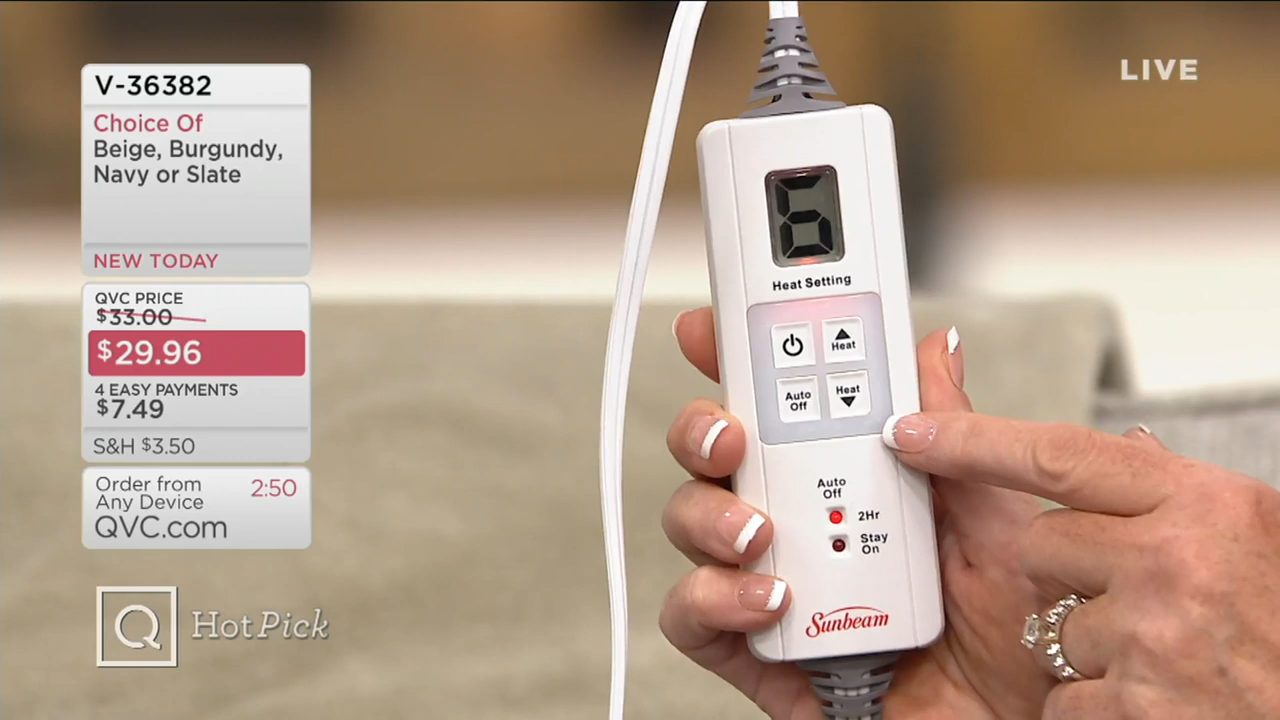 V-36382
Choice Of
Beige, Burgundy,
Navy or Slate
NEW TODAY
QVC PRICE
$33.00
$29.96
4 EASY PAYMENTS
$7.49
S&H $3.50
Order from
Any Device
2:50
QVC.com
Q
Hot Pick
LIVE
6
Heat Setting
Heat
Auto
Off
Heat
Auto
Off
2Hr
Stay
On
Sunbeam